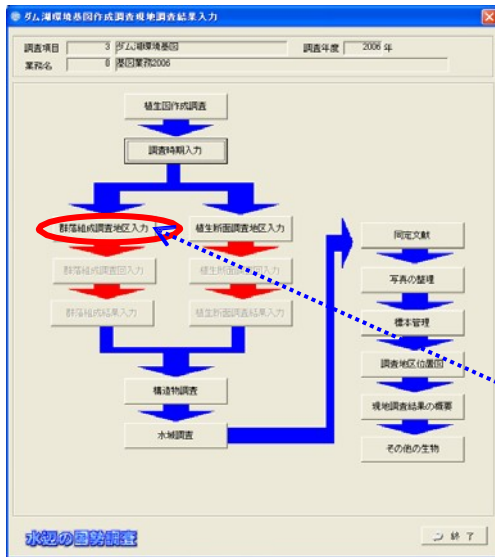 ダム湖環境基図作成調査現地調査結果入力
調査項目 3 ダム湖環境基図 調査年度 2006 年
業務名 0 基図業務2006
植生図作成調査
調査時期入力
群落組成調査地区入力
植生断面調査地区入力
群落組成調査回入力
植生断面調査回入力
群落組成結果入力
植生断面調査結果入力
構造物調査
水域調査
同定文献
写真の整理
標本管理
調査地区位置図
現地調査結果の概要
その他の生物
水辺の国勢調査
終 了